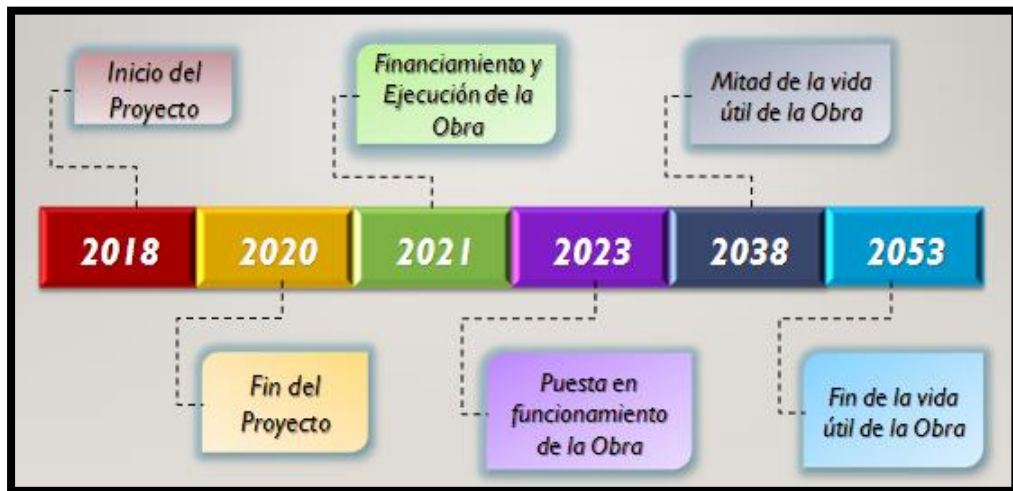 Inicio del
Proyecto
Financiamiento y
Ejecución de la
Obra
Mitad de la vida
útil de la Obra
2018
2020
2021
2023
2038
2053
Fin del
Proyecto
Puesta en
funcionamiento
de la Obra
Fin de la vida
útil de la Obra